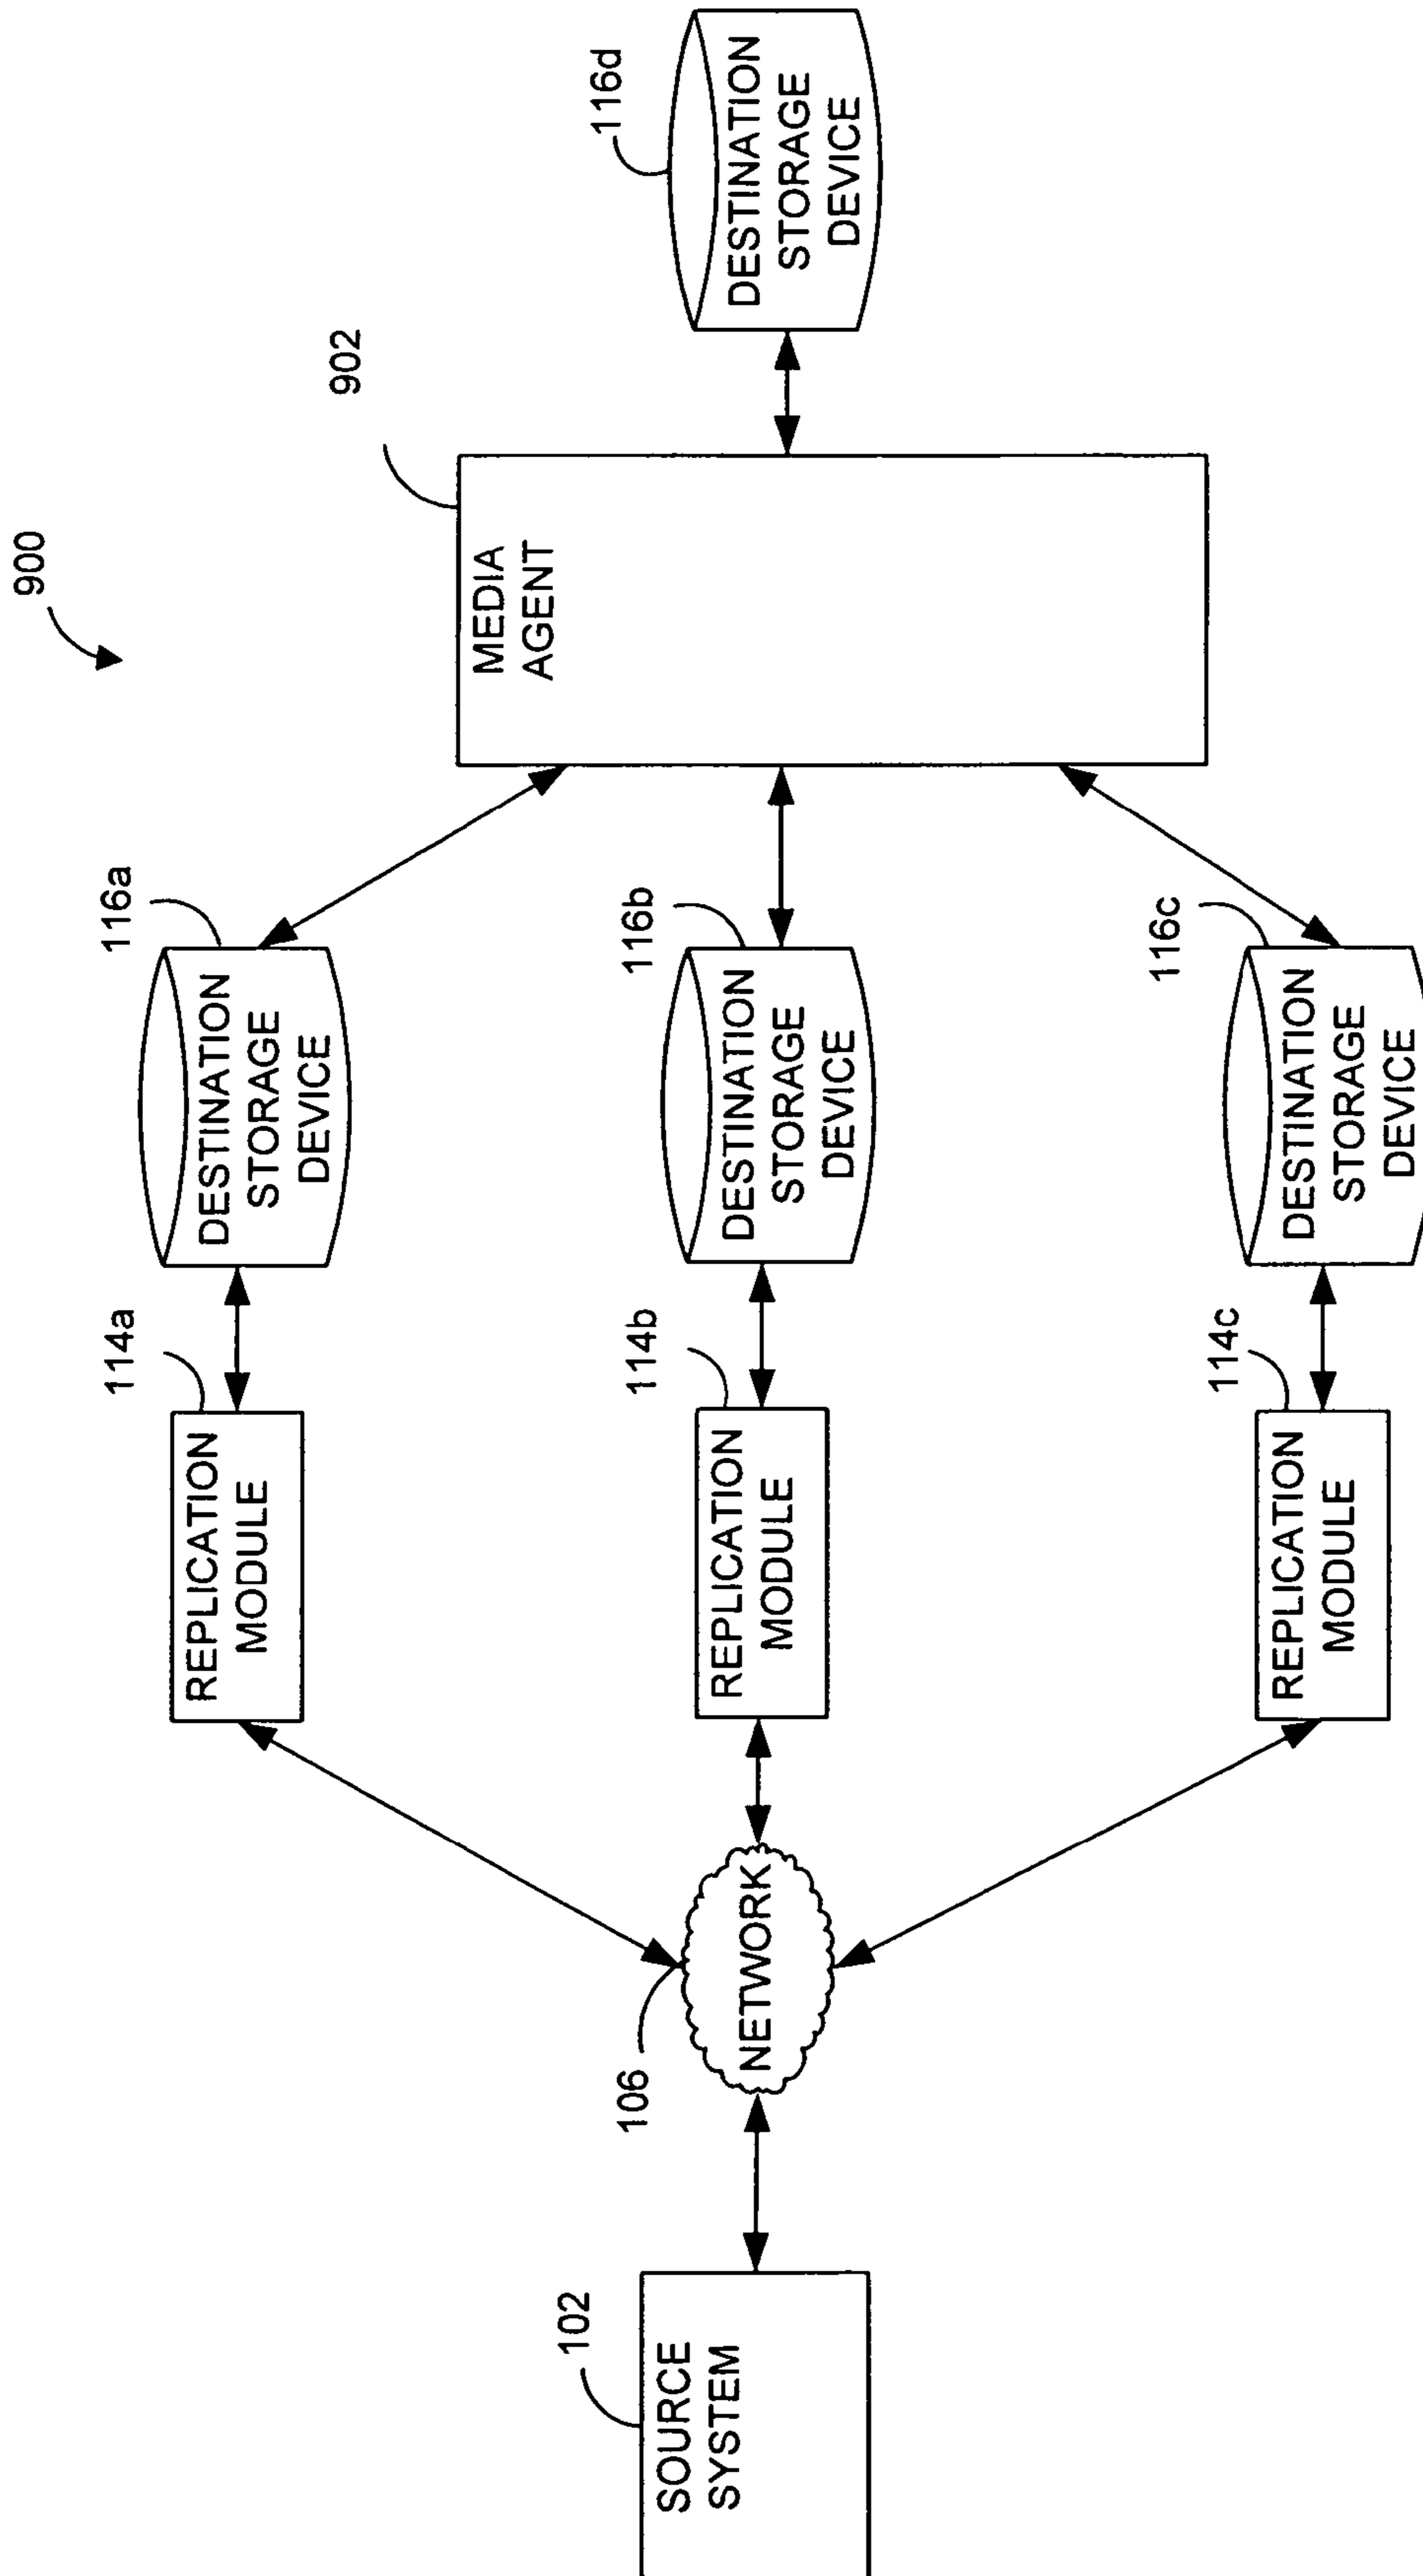 900
102
SOURCE
SYSTEM
106
NETWORK
114a
REPLICATION
MODULE
116a
DESTINATION
STORAGE
DEVICE
114b
REPLICATION
MODULE
116b
DESTINATION
STORAGE
DEVICE
114c
REPLICATION
MODULE
116c
DESTINATION
STORAGE
DEVICE
902
MEDIA
AGENT
116d
DESTINATION
STORAGE
DEVICE